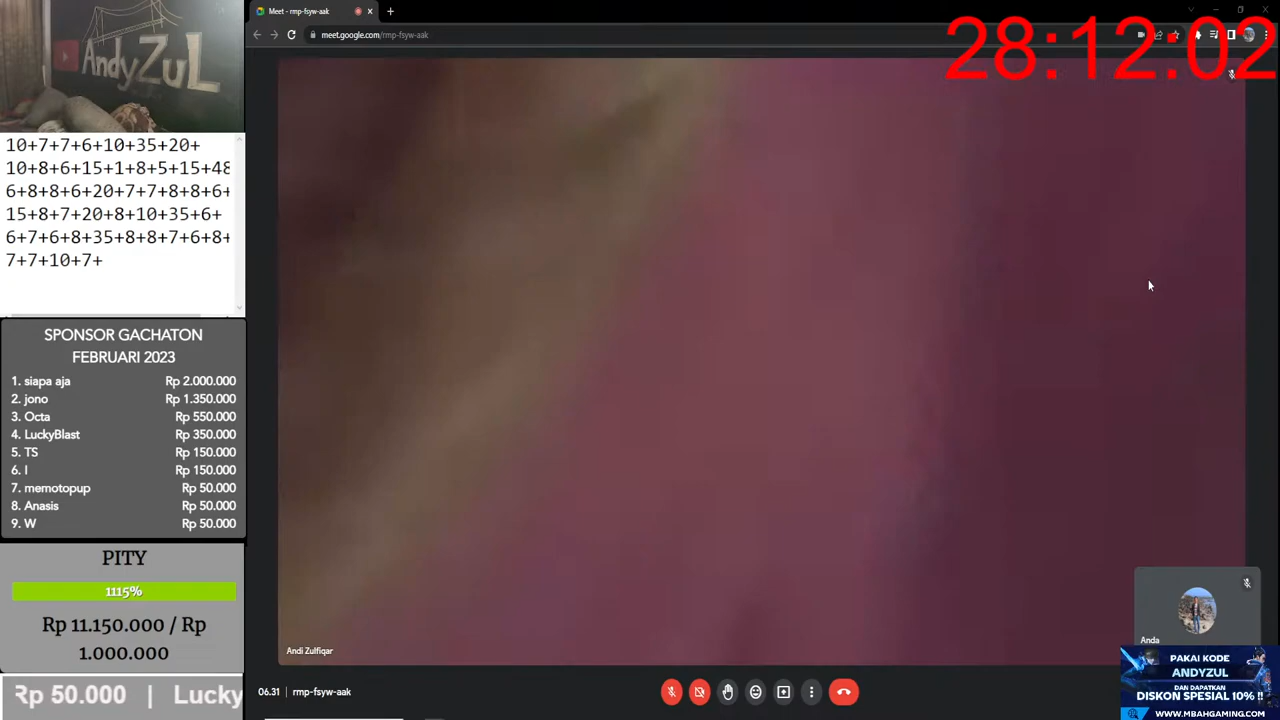 Meet - rmp-fsyw-aak
meet.google.com/rmp-fsyw-aak
28:12:02
AndyZuL
10+7+7+6+10+35+20+
10+8+6+15+1+8+5+15+48
6+8+8+6+20+7+7+8+8+6+
15+8+7+20+8+10+35+6+
6+7+6+8+35+8+8+7+6+8+
7+7+10+7+
SPONSOR GACHATON
FEBRUARI 2023
1. siapa aja Rp 2.000.000
2. jono Rp 1.350.000
3. Octa Rp 550.000
4. LuckyBlast Rp 350.000
5. TS Rp 150.000
6. I Rp 150.000
7. memotopup Rp 50.000
8. Anasis Rp 50.000
9. W Rp 50.000
PITY
1115%
Rp 11.150.000 / Rp
1.000.000
Rp 50.000 | Lucky
Andi Zulfiqar
Anda
06.31 | rmp-fsyw-aak
PAKAI KODE
ANDYZUL
DAN DAPATKAN
DISKON SPESIAL 10% !!
WWW.MBAHGAMING.COM